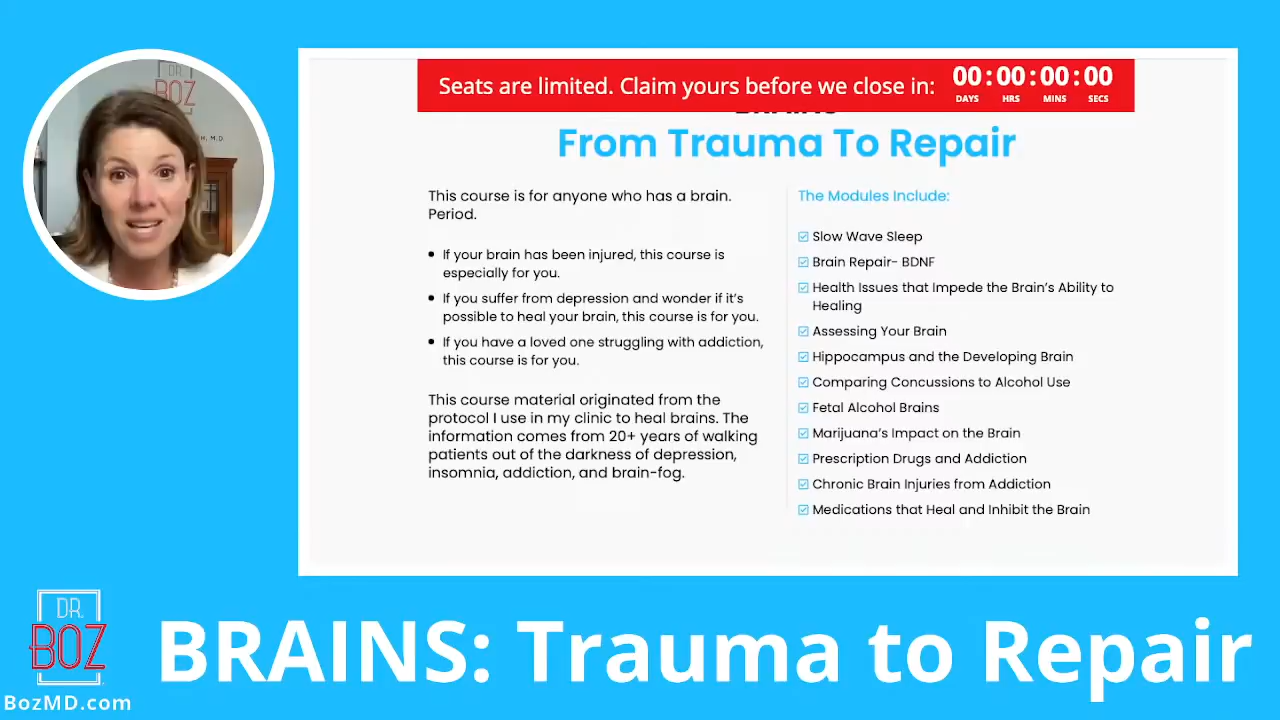 DR.
BOZ
H, M.D.
Seats are limited. Claim yours before we close in:
00:00:00:00
DAYS HRS MINS SECS
BRAINS
From Trauma To Repair
This course is for anyone who has a brain.
Period.
• If your brain has been injured, this course is
especially for you.
• If you suffer from depression and wonder if it's
possible to heal your brain, this course is for you.
• If you have a loved one struggling with addiction,
this course is for you.
This course material originated from the
protocol I use in my clinic to heal brains. The
information comes from 20+ years of walking
patients out of the darkness of depression,
insomnia, addiction, and brain-fog.
The Modules Include:
Slow Wave Sleep
Brain Repair- BDNF
Health Issues that Impede the Brain's Ability to
Healing
Assessing Your Brain
Hippocampus and the Developing Brain
Comparing Concussions to Alcohol Use
Fetal Alcohol Brains
Marijuana's Impact on the Brain
Prescription Drugs and Addiction
Chronic Brain Injuries from Addiction
Medications that Heal and Inhibit the Brain
DR.
BOZ
BozMD.com
BRAINS: Trauma to Repair